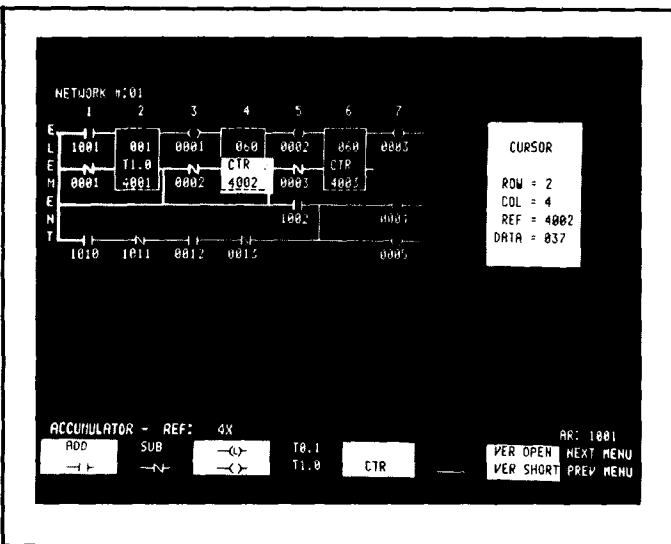 NETWORK #:01
1 2 3 4 5 6 7
ELEMENT
1001 001 0001 060 0002 060 0003
T1.0 CTR CTR
0001 4001 0002 4002 0003 4003
1002
1010 1011 0012 0013 0005
CURSOR
ROW = 2
COL = 4
REF = 4002
DATA = 037
ACCUMULATOR - REF: 4X
AR: 1001
ADD SUB -(L)- T0.1 VER OPEN NEXT MENU
-( )- T1.0 CTR VER SHORT PREV MENU